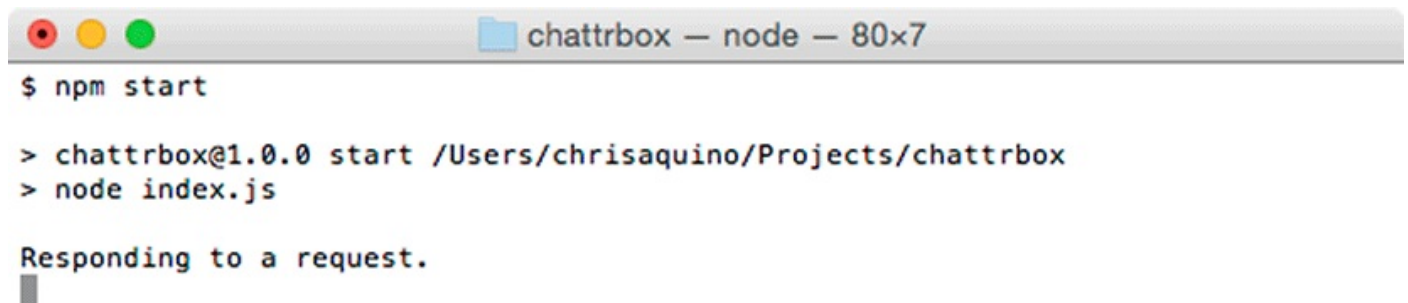 chattrbox — node — 80×7
$ npm start
> chattrbox@1.0.0 start /Users/chrisaquino/Projects/chattrbox
> node index.js
Responding to a request.